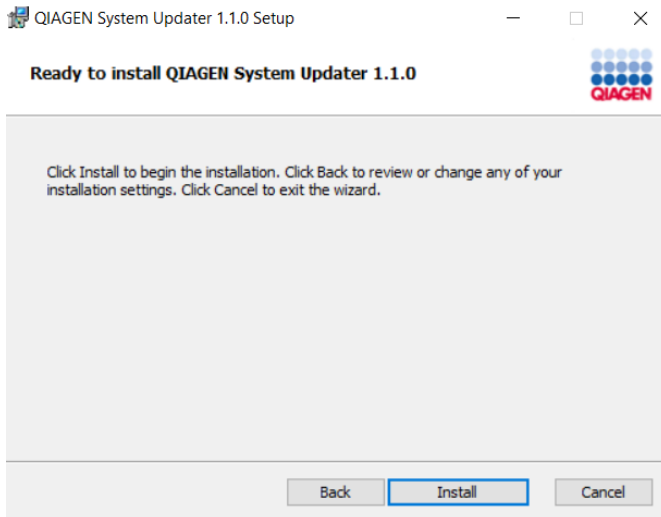 QIAGEN System Updater 1.1.0 Setup
Ready to install QIAGEN System Updater 1.1.0
QIAGEN
Click Install to begin the installation. Click Back to review or change any of your
installation settings. Click Cancel to exit the wizard.
Back
Install
Cancel